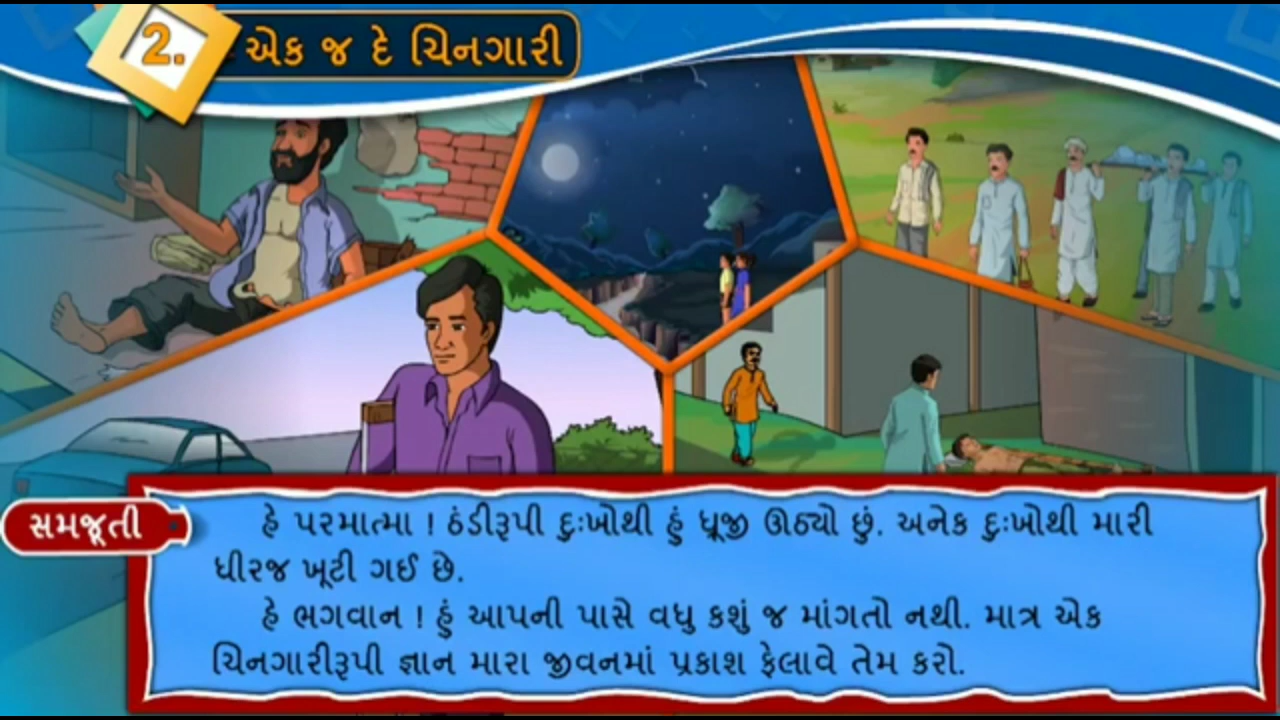 2. એક જ દે ચિનગારી
સમજૂતી
હે પરમાત્મા ! ઠંડીરૂપી દુઃખોથી હું ધ્રૂજી ઊઠ્યો છું. અનેક દુઃખોથી મારી
ધીરજ ખૂટી ગઈ છે.
હે ભગવાન ! હું આપની પાસે વધુ કશું જ માંગતો નથી. માત્ર એક
ચિનગારીરૂપી જ્ઞાન મારા જીવનમાં પ્રકાશ ફેલાવે તેમ કરો.